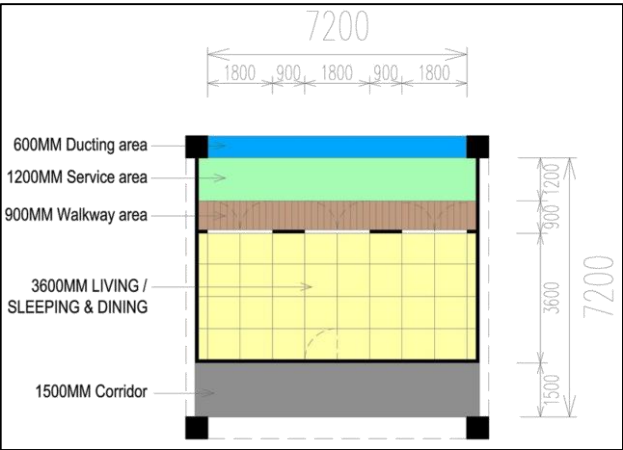 7200
1800 900 1800 900 1800
600MM Ducting area
1200MM Service area
900MM Walkway area
3600MM LIVING /
SLEEPING & DINING
1500MM Corridor
1200
900
3600
1500
7200